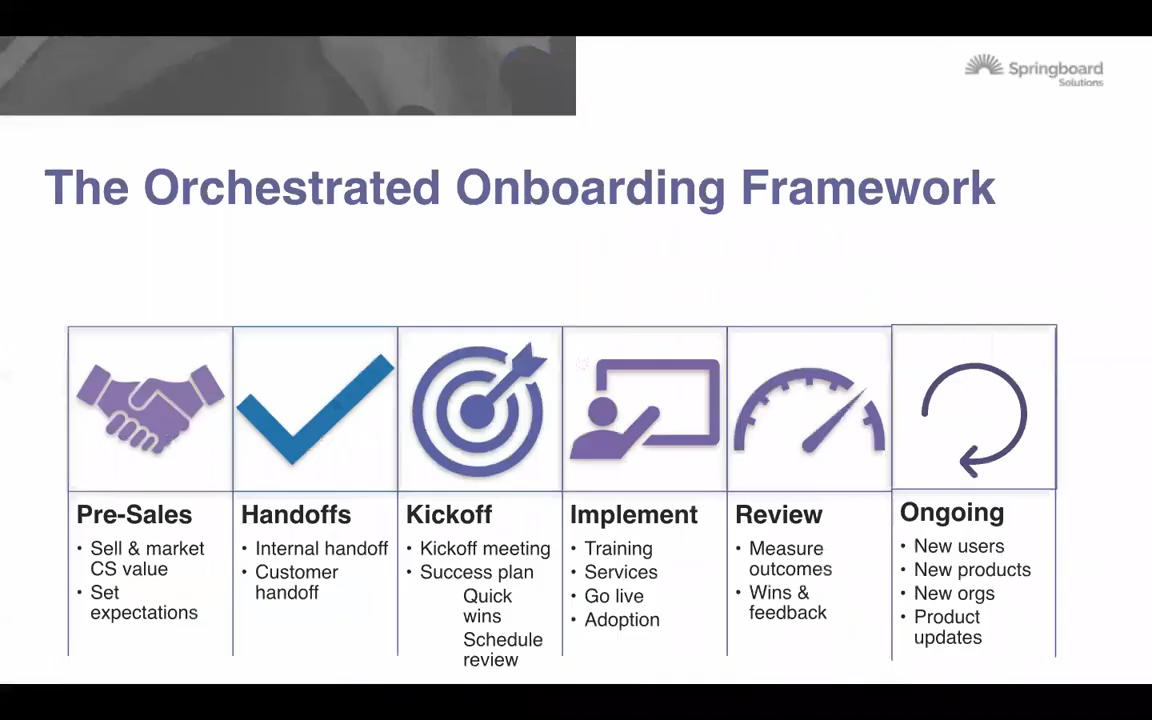 Springboard
Solutions
The Orchestrated Onboarding Framework
Pre-Sales
• Sell & market
CS value
• Set
expectations
Handoffs
• Internal handoff
• Customer
handoff
Kickoff
• Kickoff meeting
• Success plan
Quick
wins
Schedule
review
Implement
• Training
• Services
• Go live
• Adoption
Review
• Measure
outcomes
• Wins &
feedback
Ongoing
• New users
• New products
• New orgs
• Product
updates